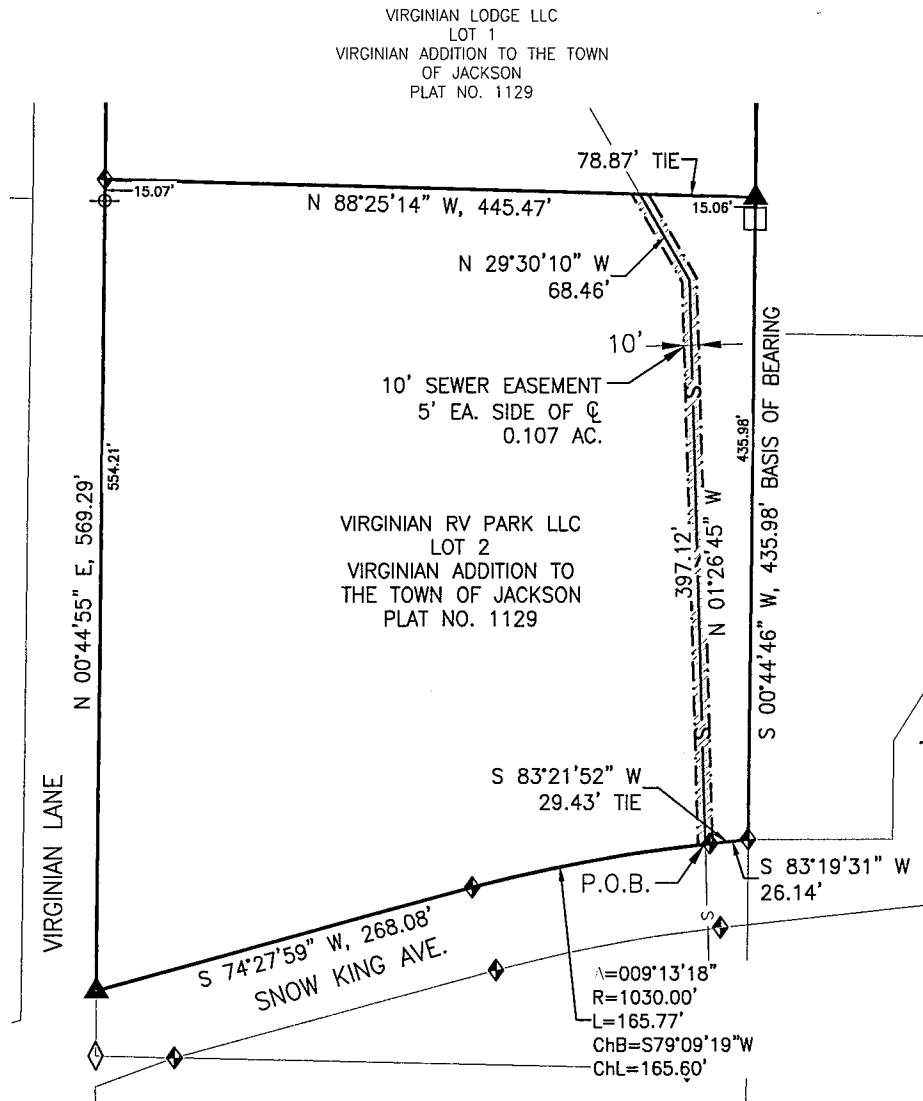 VIRGINIAN LODGE LLC
LOT 1
VIRGINIAN ADDITION TO THE TOWN
OF JACKSON
PLAT NO. 1129
78.87' TIE
15.07'
N 88°25'14" W, 445.47'
15.06'
N 29°30'10" W
68.46'
10'
10' SEWER EASEMENT
5' EA. SIDE OF ℄
0.107 AC.
S
435.98'
S 00°44'46" W, 435.98' BASIS OF BEARING
554.21'
N 00°44'55" E, 569.29'
VIRGINIAN RV PARK LLC
LOT 2
VIRGINIAN ADDITION TO
THE TOWN OF JACKSON
PLAT NO. 1129
397.12'
N 01°26'45" W
S
S 83°21'52" W
29.43' TIE
P.O.B.
S 83°19'31" W
26.14'
VIRGINIAN LANE
S 74°27'59" W, 268.08'
SNOW KING AVE.
S
Δ=009°13'18"
R=1030.00'
L=165.77'
ChB=S79°09'19"W
ChL=165.60'
L